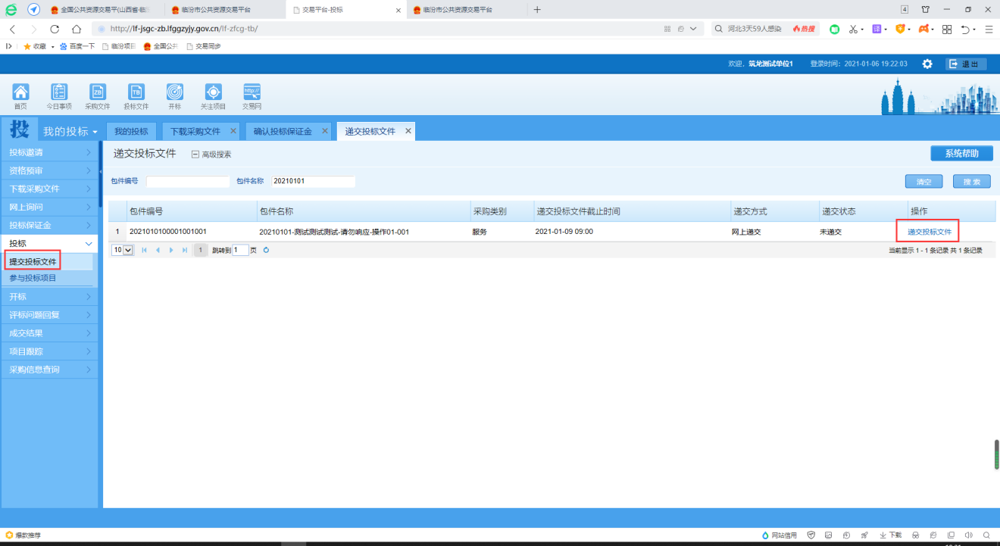 全国公共资源交易平(山西省·临
临汾市公共资源交易平台
交易平台-投标
临汾市公共资源交易平台
4
http://lf-jsgc-zb.lfggzyjy.gov.cn/lf-zfcg-tb/
河北3天59人感染
热搜
收藏
百度一下
临汾项目
全国公共
交易同步
欢迎, 筑龙测试单位1
登录时间: 2021-01-06 19:22:03
退出
首页
今日事项
采购文件
投标文件
开标
关注项目
交易网
投
我的投标
我的投标
下载采购文件
确认投标保证金
递交投标文件
投标邀请
资格预审
下载采购文件
网上询问
投标保证金
投标
提交投标文件
参与投标项目
开标
评标问题回复
成交结果
项目跟踪
采购信息查询
递交投标文件
高级搜索
系统帮助
包件编号
包件名称 20210101
清空
搜索
包件编号 包件名称 采购类别 递交投标文件截止时间 递交方式 递交状态 操作
1 2021010100001001001 20210101-测试测试测试-请勿响应-操作01-001 服务 2021-01-09 09:00 网上递交 未递交 递交投标文件
10 1 跳转到 1 页
当前显示 1 - 1 条记录 共 1 条记录
爆款推荐
网站信用
下载